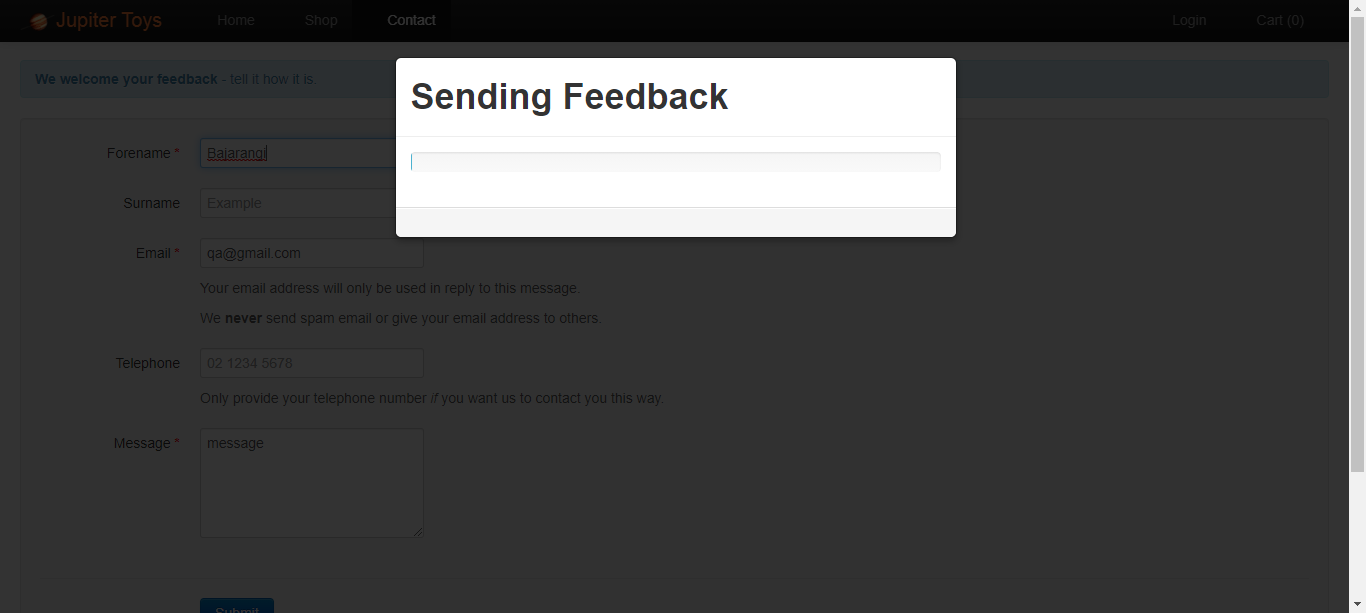 Jupiter Toys Home Shop Contact Login Cart (0)
We welcome your feedback - tell it how it is.
Sending Feedback
Forename * Bajarangi
Surname Example
Email * qa@gmail.com
Your email address will only be used in reply to this message.
We never send spam email or give your email address to others.
Telephone 02 1234 5678
Only provide your telephone number if you want us to contact you this way.
Message * message
Submit